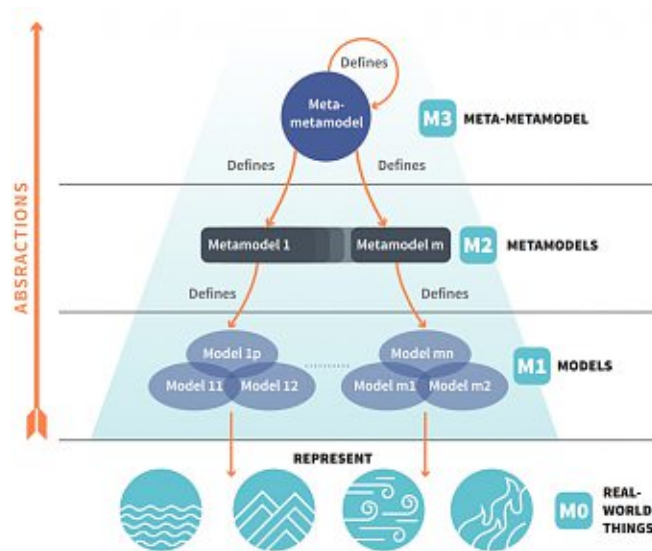 Defines
Meta-
metamodel
M3 META-METAMODEL
Defines Defines
ABSRACTIONS
Metamodel 1 Metamodel m M2 METAMODELS
Defines Defines
Model 1p Model mn
M1 MODELS
Model 11 Model 12 Model m1 Model m2
REPRESENT
M0 REAL-
WORLD
THINGS